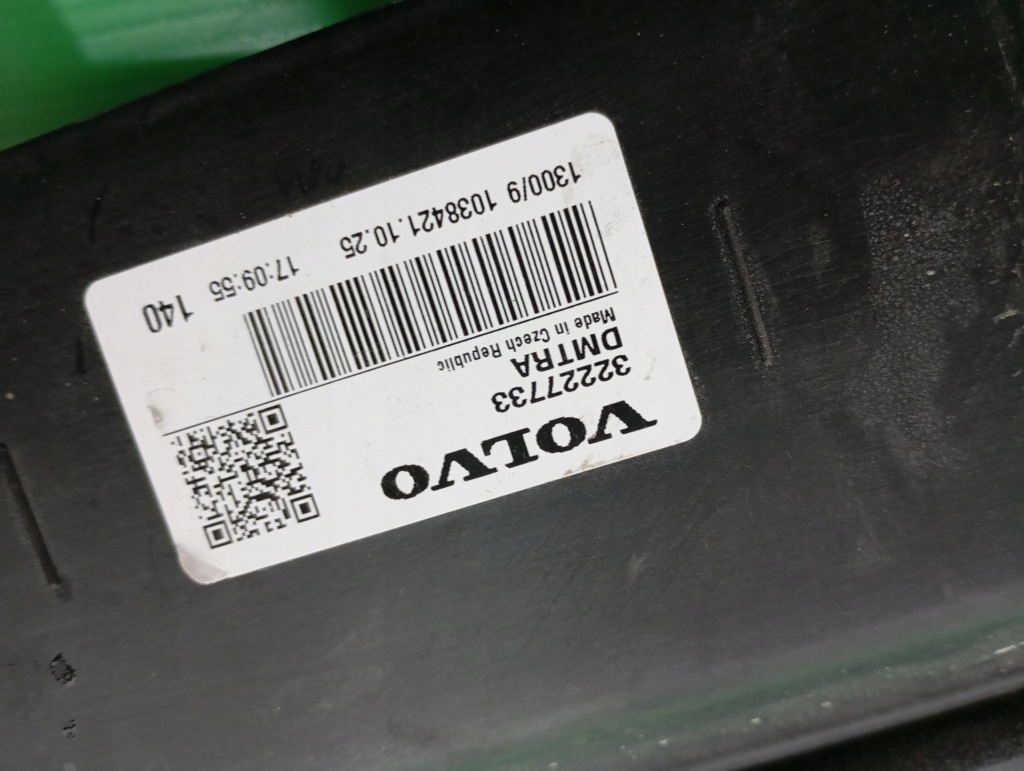 VOLVO
32227733
DMTRA
Made in Czech Republic
1300/9 1038421.10.25 17:09:55 140